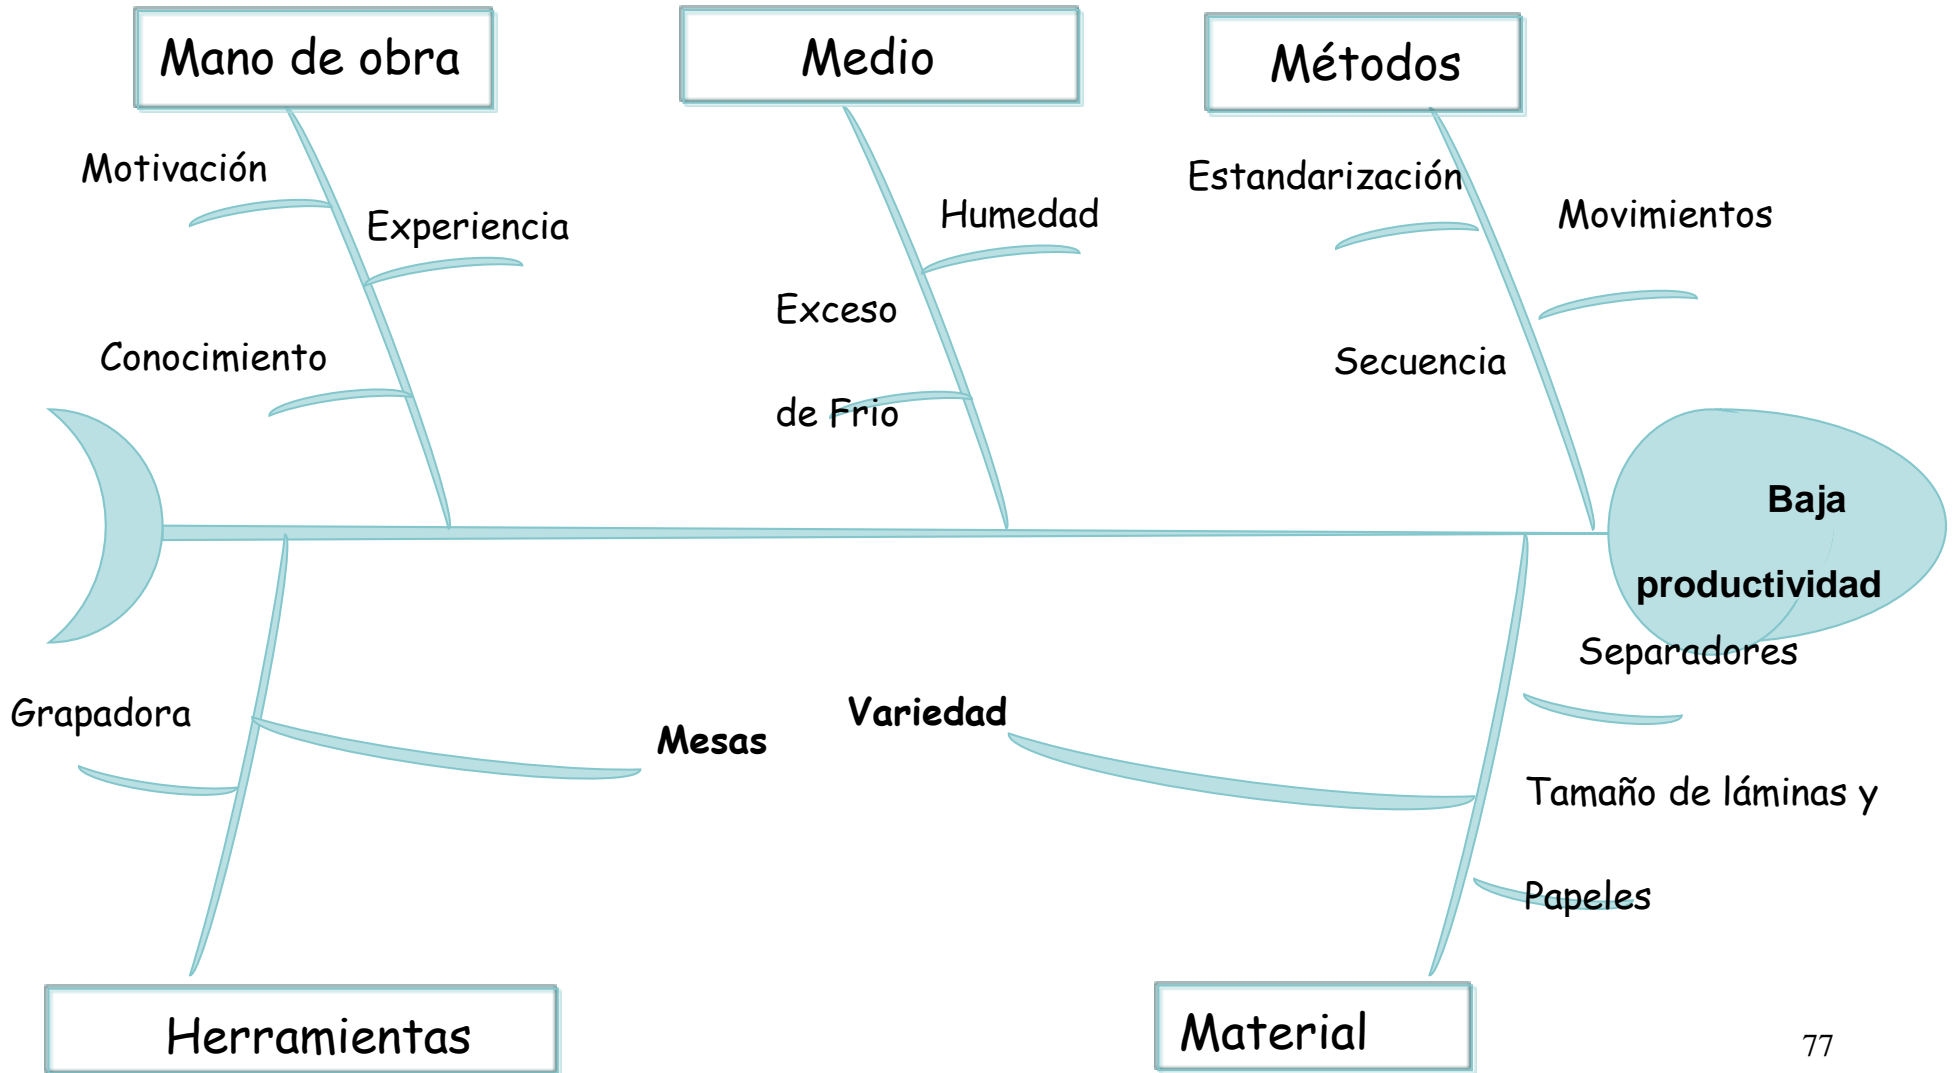 Mano de obra
Medio
Métodos
Motivación
Experiencia
Conocimiento
Humedad
Exceso
de Frio
Estandarización
Movimientos
Secuencia
Baja
productividad
Grapadora
Mesas
Variedad
Separadores
Tamaño de láminas y
Papeles
Herramientas
Material
77